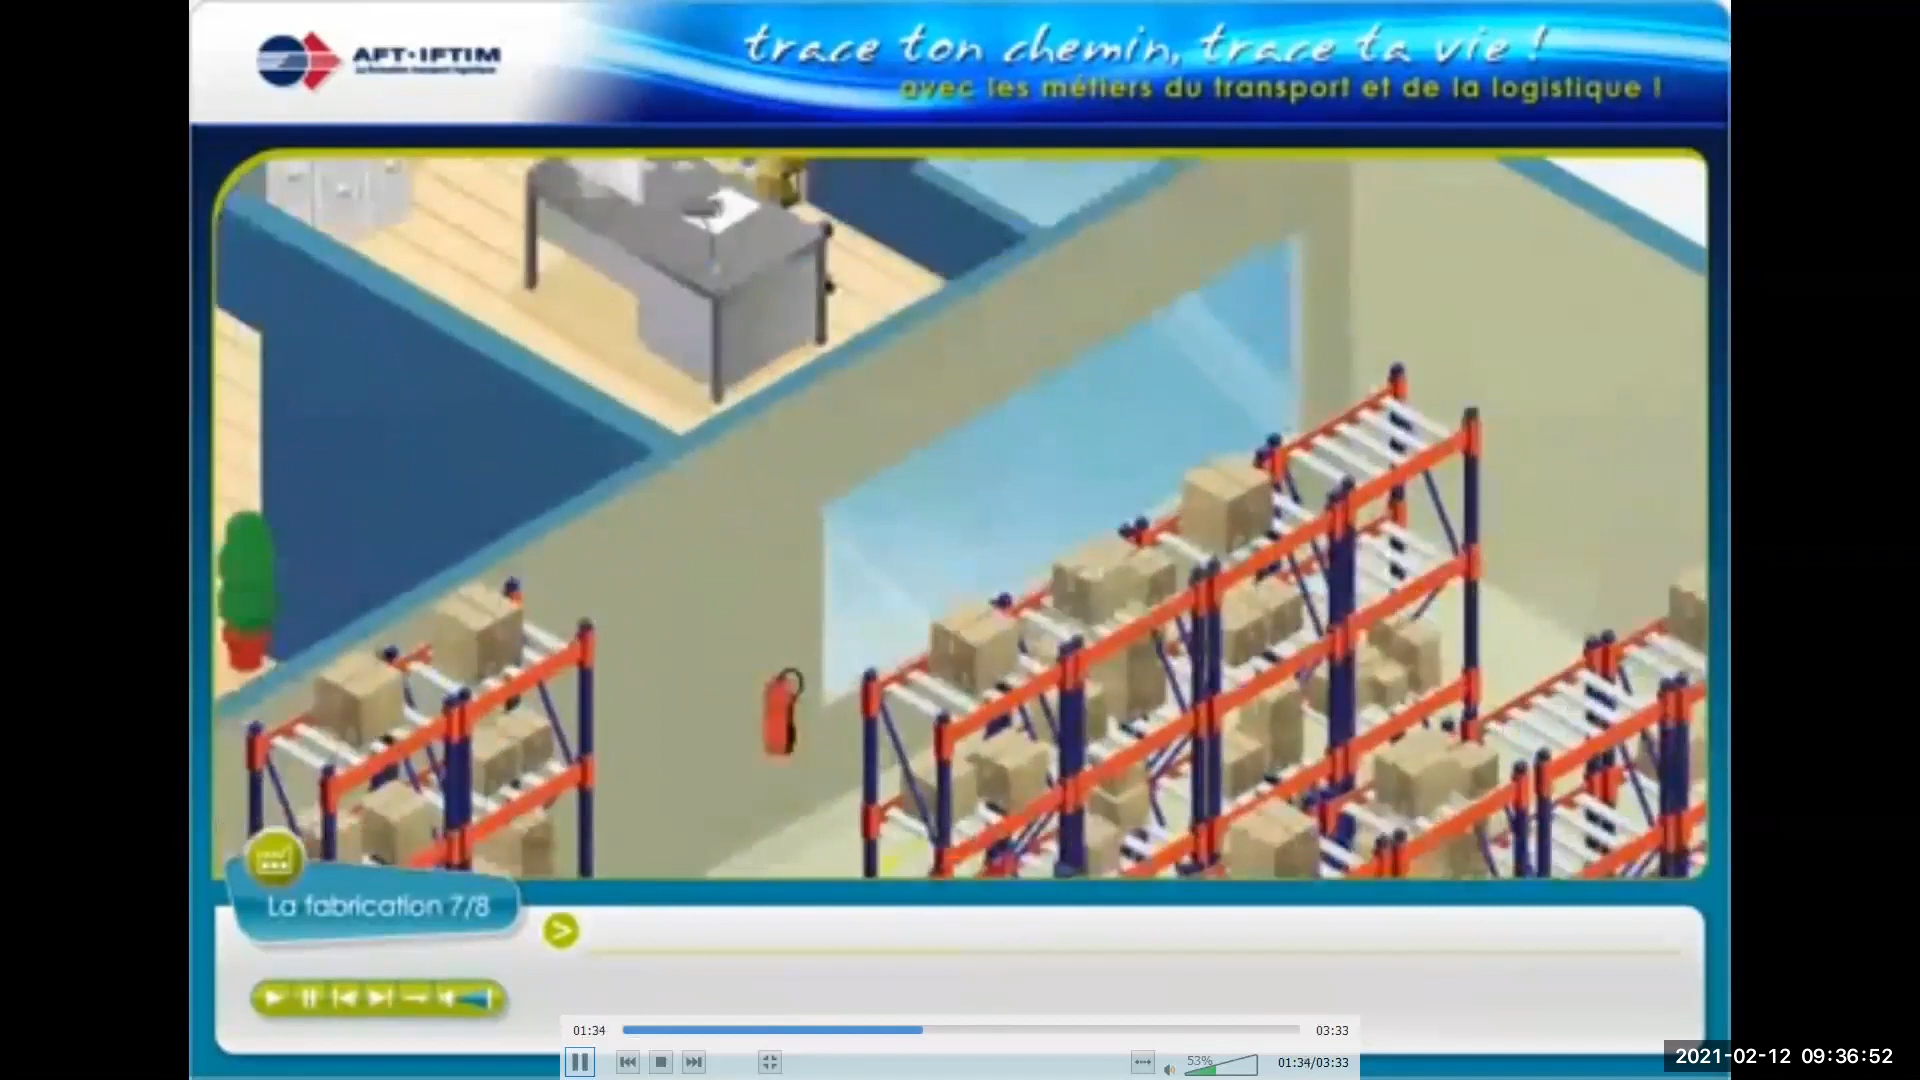 AFT·IFTIM
trace ton chemin, trace ta vie !
avec les métiers du transport et de la logistique !
La fabrication 7/8
>
01:34
03:33
53%
01:34/03:33
2021-02-12 09:36:52